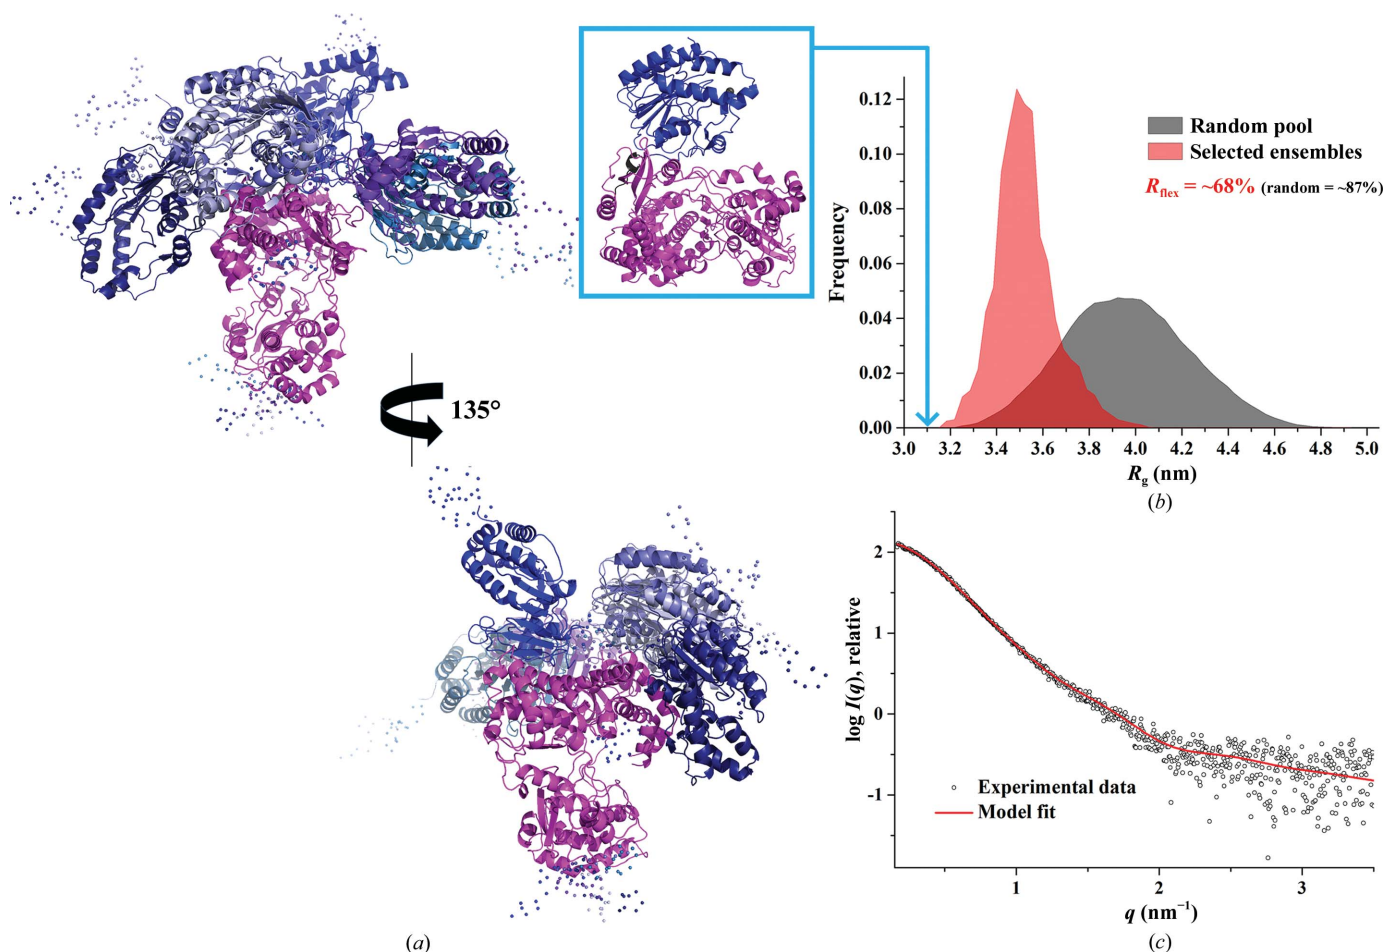 135°
(a)
0.12
0.10
0.08
0.06
0.04
0.02
0.00
Frequency
Random pool
Selected ensembles
Rflex = ~68% (random = ~87%)
3.0 3.2 3.4 3.6 3.8 4.0 4.2 4.4 4.6 4.8 5.0
Rg (nm)
(b)
2
1
0
-1
log I(q), relative
Experimental data
Model fit
1 2 3
q (nm−1)
(c)